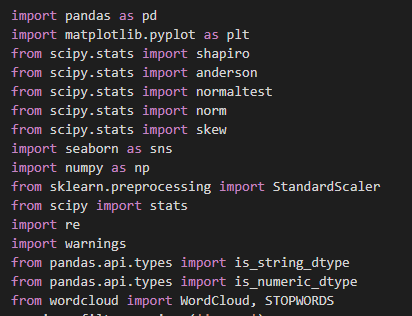 import pandas as pd
import matplotlib.pyplot as plt
from scipy.stats import shapiro
from scipy.stats import anderson
from scipy.stats import normaltest
from scipy.stats import norm
from scipy.stats import skew
import seaborn as sns
import numpy as np
from sklearn.preprocessing import StandardScaler
from scipy import stats
import re
import warnings
from pandas.api.types import is_string_dtype
from pandas.api.types import is_numeric_dtype
from wordcloud import WordCloud, STOPWORDS